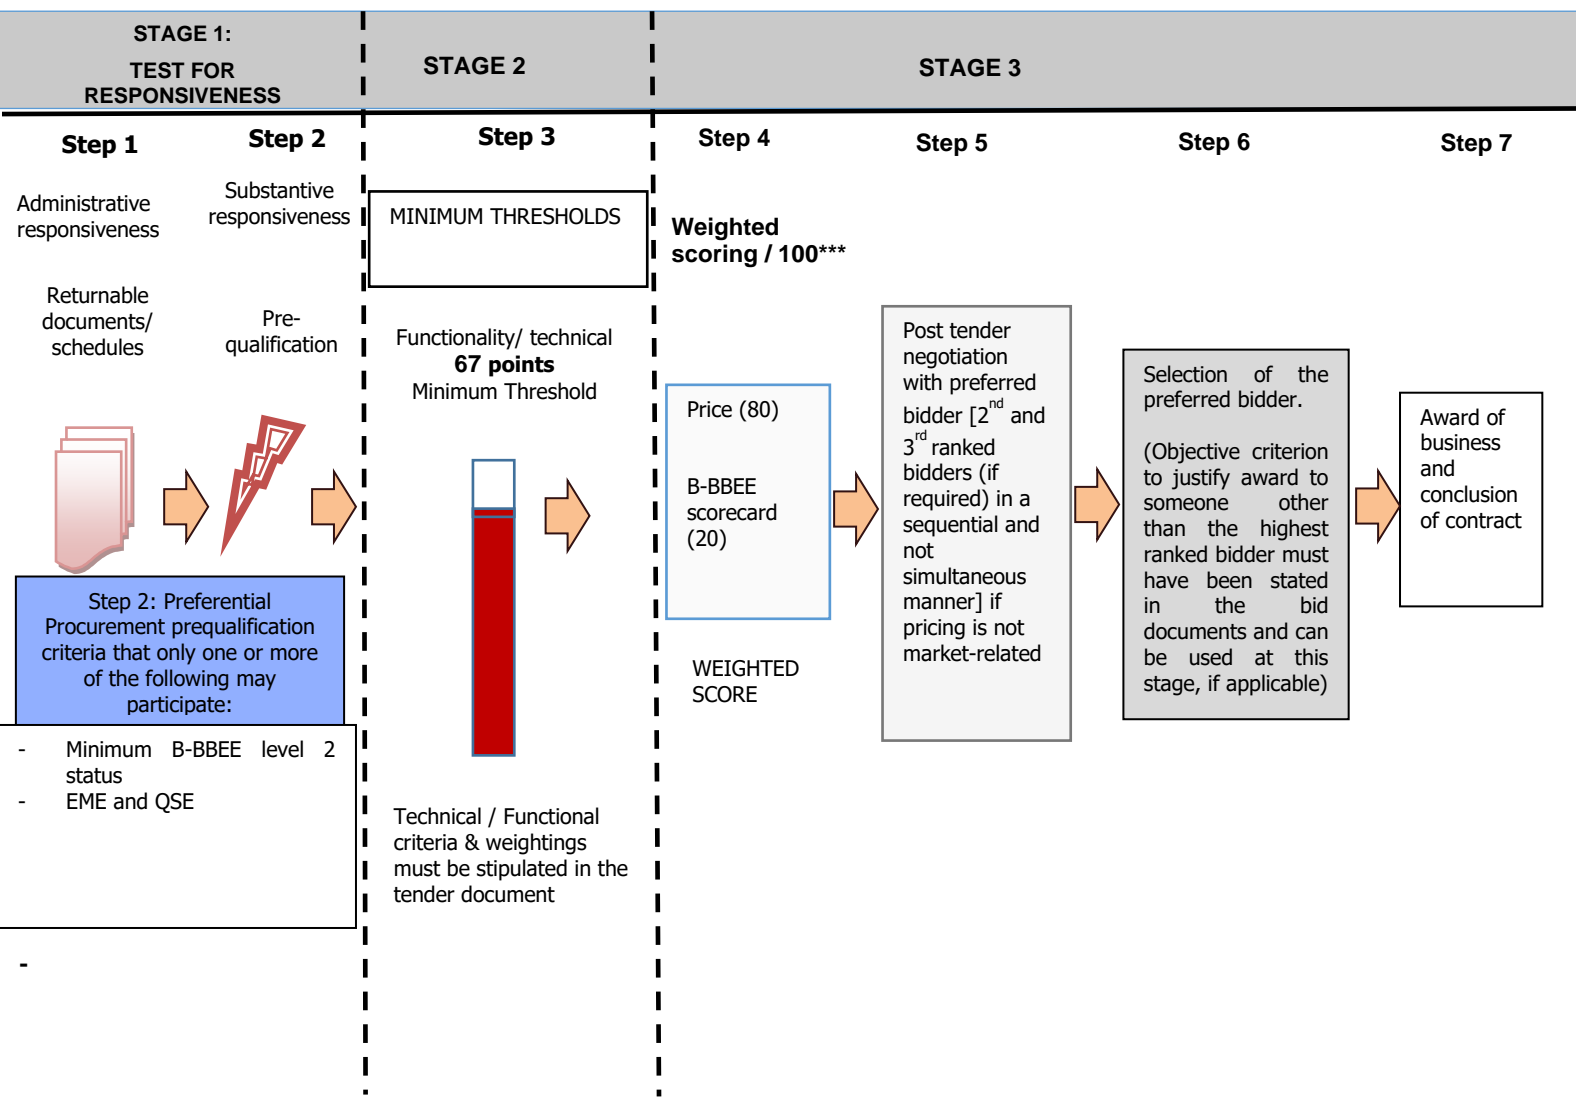 STAGE 1:
TEST FOR
RESPONSIVENESS
STAGE 2
STAGE 3
Step 1
Step 2
Step 3
Step 4
Step 5
Step 6
Step 7
Administrative
responsiveness
Returnable
documents/
schedules
Substantive
responsiveness
Pre-
qualification
Step 2: Preferential
Procurement prequalification
criteria that only one or more
of the following may
participate:
- Minimum B-BBEE level 2
status
- EME and QSE
-
MINIMUM THRESHOLDS
Functionality/ technical
67 points
Minimum Threshold
Technical / Functional
criteria & weightings
must be stipulated in the
tender document
Weighted
scoring / 100***
Price (80)
B-BBEE
scorecard
(20)
WEIGHTED
SCORE
Post tender
negotiation
with preferred
bidder [2nd and
3rd ranked
bidders (if
required) in a
sequential and
not
simultaneous
manner] if
pricing is not
market-related
Selection of the
preferred bidder.
(Objective criterion
to justify award to
someone other
than the highest
ranked bidder must
have been stated
in the bid
documents and can
be used at this
stage, if applicable)
Award of
business
and
conclusion
of contract